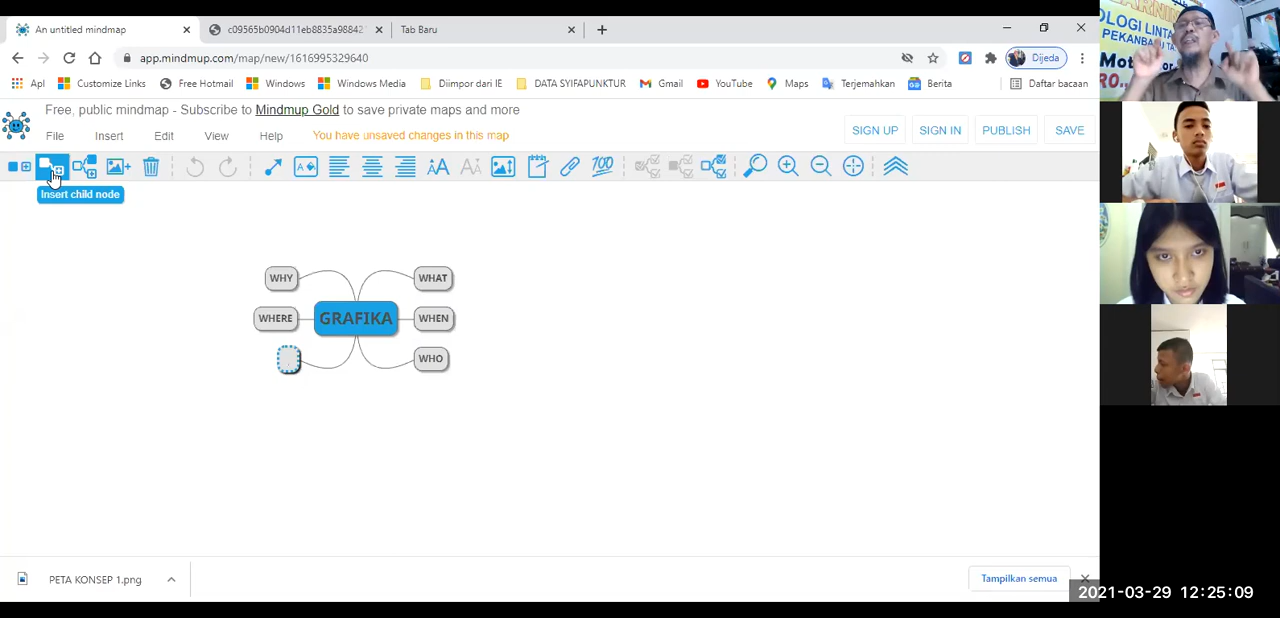 An untitled mindmap
c09565b0904d11eb8835a98842
Tab Baru
app.mindmup.com/map/new/1616995329640
Dijeda
Apl
Customize Links
Free Hotmail
Windows
Windows Media
Diimpor dari IE
DATA SYIFAPUNKTUR
Gmail
YouTube
Maps
Terjemahkan
Berita
Daftar bacaan
Free, public mindmap - Subscribe to Mindmup Gold to save private maps and more
File
Insert
Edit
View
Help
You have unsaved changes in this map
SIGN UP
SIGN IN
PUBLISH
SAVE
Insert child node
WHY
WHAT
WHERE
GRAFIKA
WHEN
WHO
PETA KONSEP 1.png
Tampilkan semua
2021-03-29 12:25:09
OLOGI LINTA
PEKANBARU TA